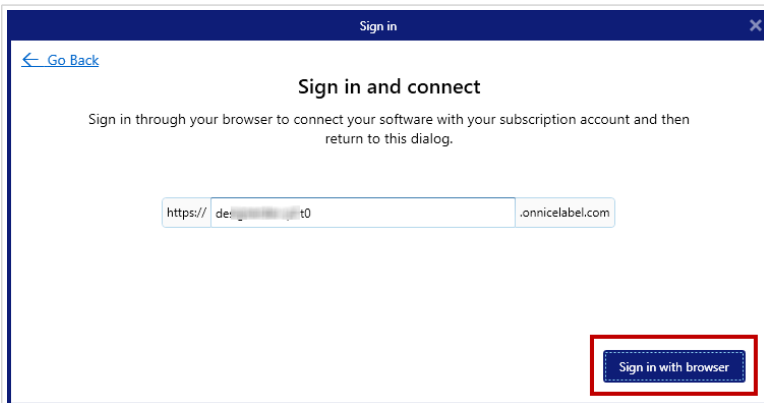 Sign in
Go Back
Sign in and connect
Sign in through your browser to connect your software with your subscription account and then
return to this dialog.
https:// .onnicelabel.com
Sign in with browser